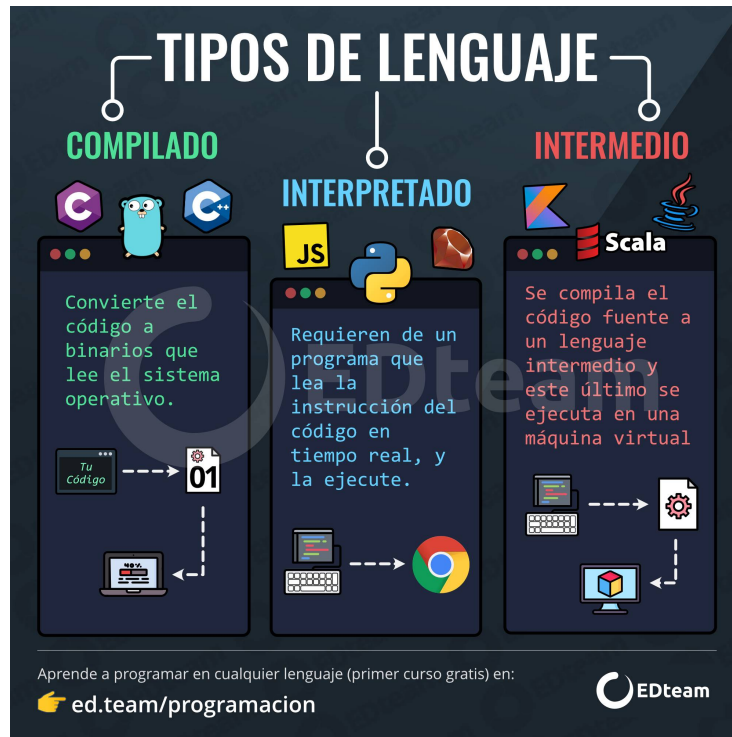 TIPOS DE LENGUAJE
COMPILADO
C
C++
Convierte el
código a
binarios que
lee el sistema
operativo.
Tu
Código
01
40%
INTERPRETADO
JS
Requieren de un
programa que
lea la
instrucción del
código en
tiempo real, y
la ejecute.
INTERMEDIO
Scala
Se compila el
código fuente a
un lenguaje
intermedio y
este último se
ejecuta en una
máquina virtual
EDteam
Aprende a programar en cualquier lenguaje (primer curso gratis) en:
ed.team/programacion
EDteam